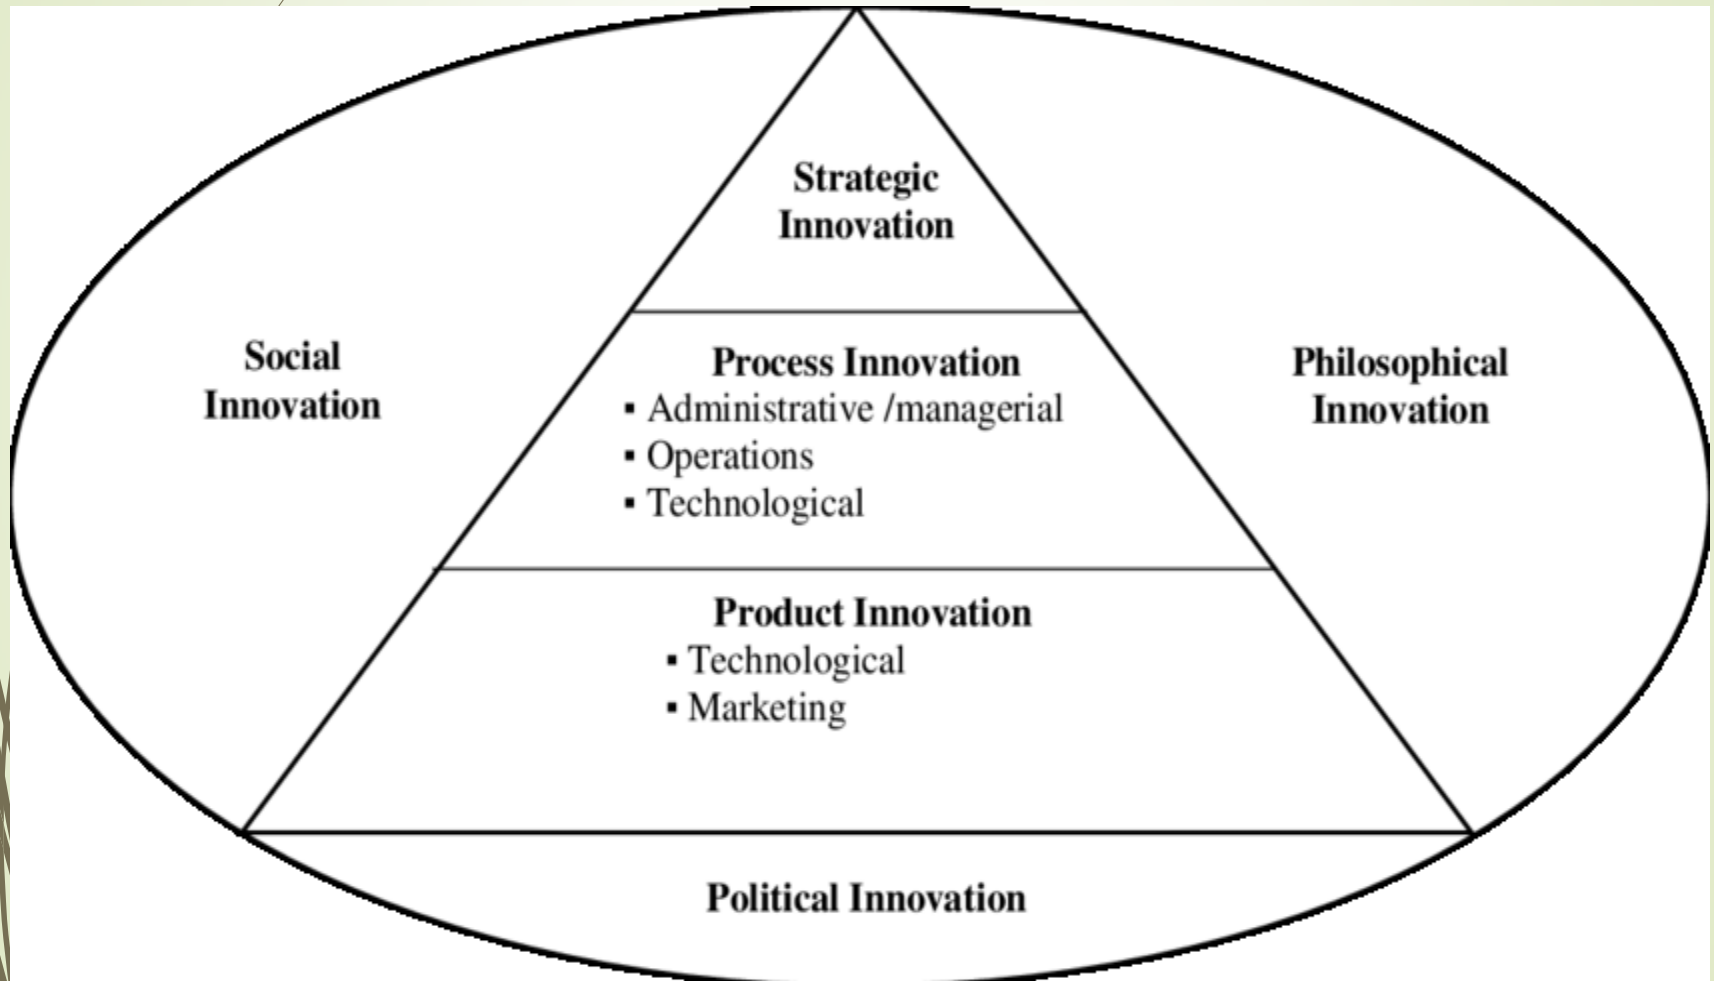 Strategic
Innovation
Social
Innovation
Process Innovation
▪ Administrative /managerial
▪ Operations
▪ Technological
Philosophical
Innovation
Product Innovation
▪ Technological
▪ Marketing
Political Innovation